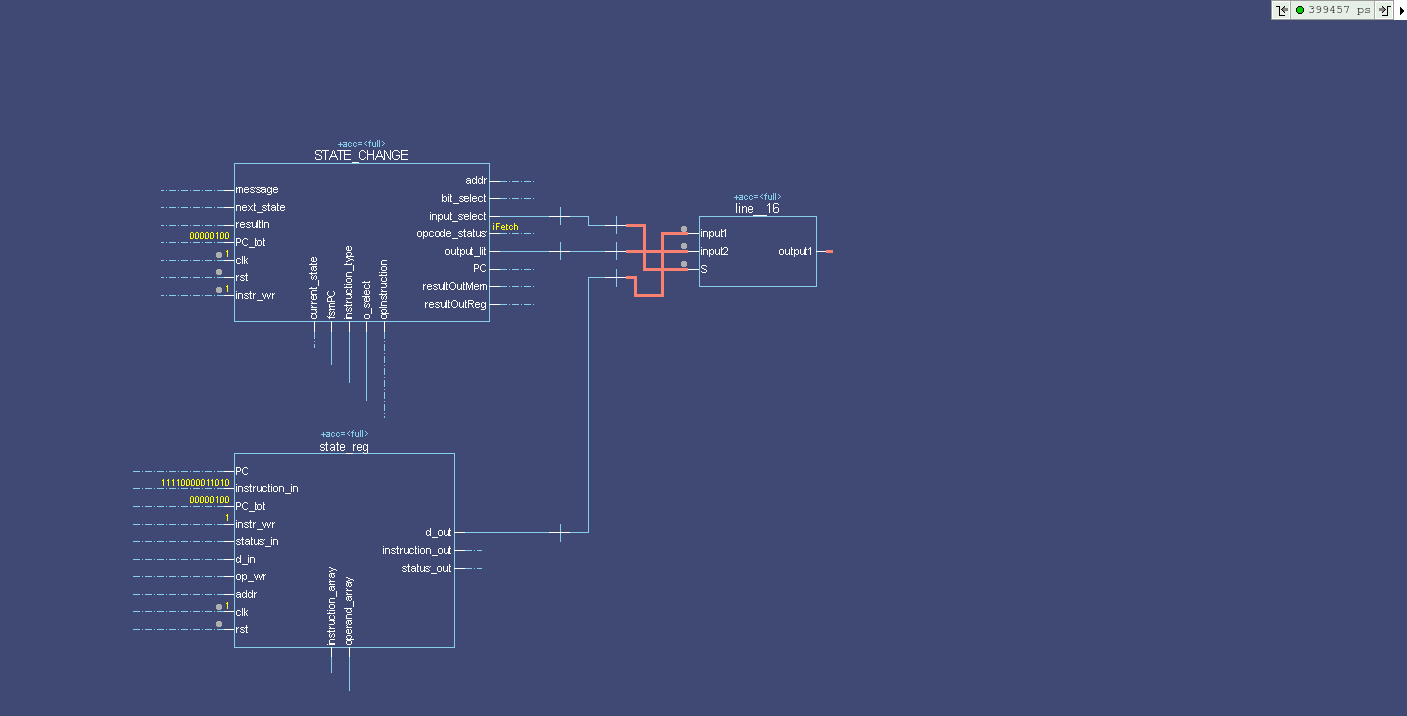 399457 ps
+acc=<full>
STATE_CHANGE
message
next_state
resultIn
00000100
PC_tot
1
clk
rst
1
instr_wr
current_state
fsmPC
instruction_type
o_select
opInstruction
addr
bit_select
input_select
iFetch
opcode_status
output_lit
PC
resultOutMem
resultOutReg
+acc=<full>
line__16
input1
input2
S
output1
+acc=<full>
state_reg
PC
11110000011010
instruction_in
00000100
PC_tot
1
instr_wr
status_in
d_in
op_wr
addr
1
clk
rst
instruction_array
operand_array
d_out
instruction_out
status_out